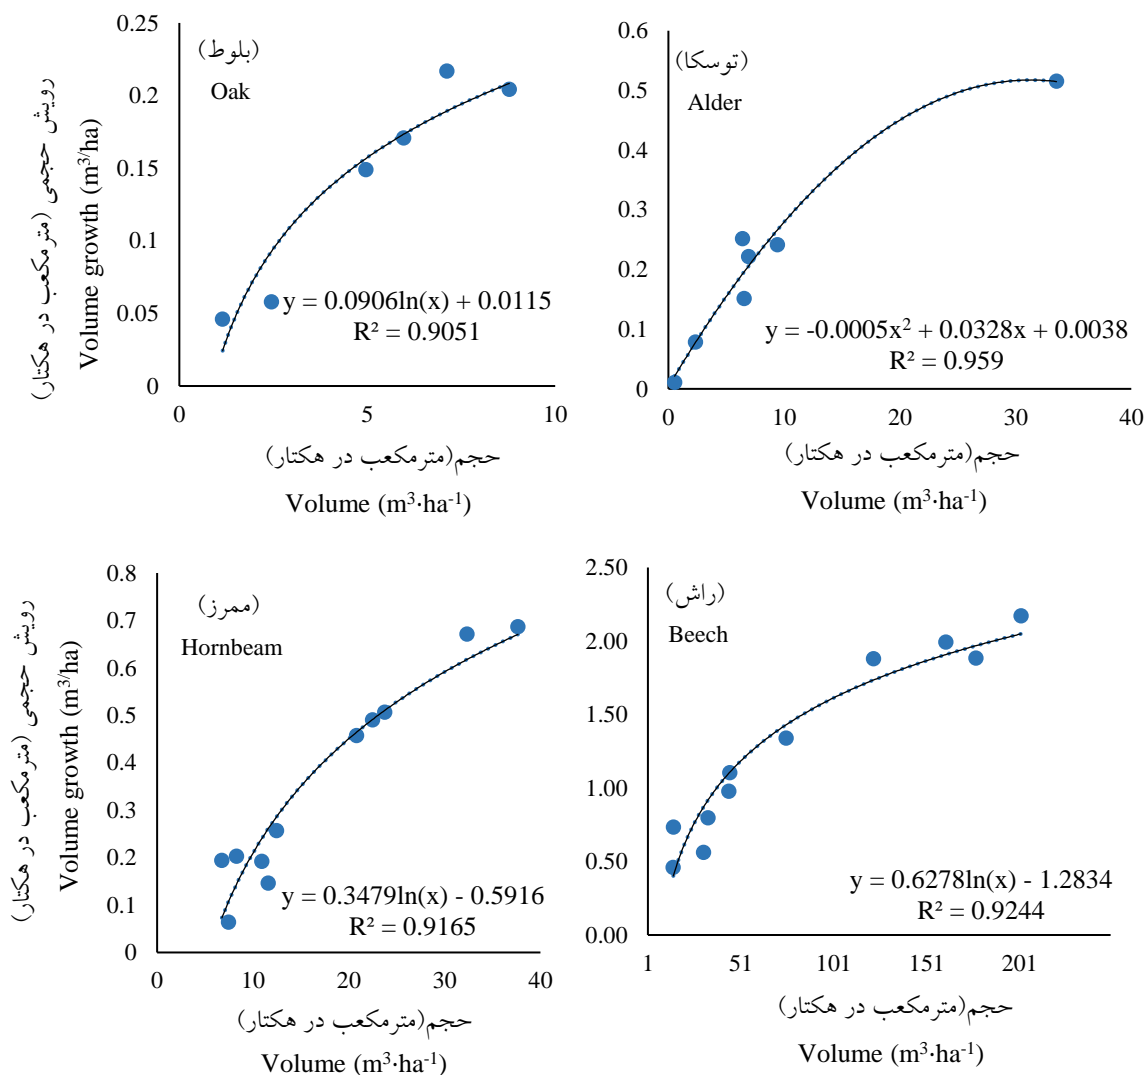 (بلوط)
Oak
رویش حجمی (مترمکعب در هکتار)
Volume growth (m³/ha)
0.25
0.2
0.15
0.1
0.05
0
y = 0.0906ln(x) + 0.0115
R² = 0.9051
0 5 10
حجم(مترمکعب در هکتار)
Volume (m³·ha⁻¹)
(توسکا)
Alder
0.6
0.5
0.4
0.3
0.2
0.1
0
y = -0.0005x² + 0.0328x + 0.0038
R² = 0.959
0 10 20 30 40
حجم(مترمکعب در هکتار)
Volume (m³·ha⁻¹)
(ممرز)
Hornbeam
رویش حجمی (مترمکعب در هکتار)
Volume growth (m³/ha)
0.8
0.7
0.6
0.5
0.4
0.3
0.2
0.1
0
y = 0.3479ln(x) - 0.5916
R² = 0.9165
0 10 20 30 40
حجم(مترمکعب در هکتار)
Volume (m³·ha⁻¹)
(راش)
Beech
2.50
2.00
1.50
1.00
0.50
0.00
y = 0.6278ln(x) - 1.2834
R² = 0.9244
1 51 101 151 201
حجم(مترمکعب در هکتار)
Volume (m³·ha⁻¹)